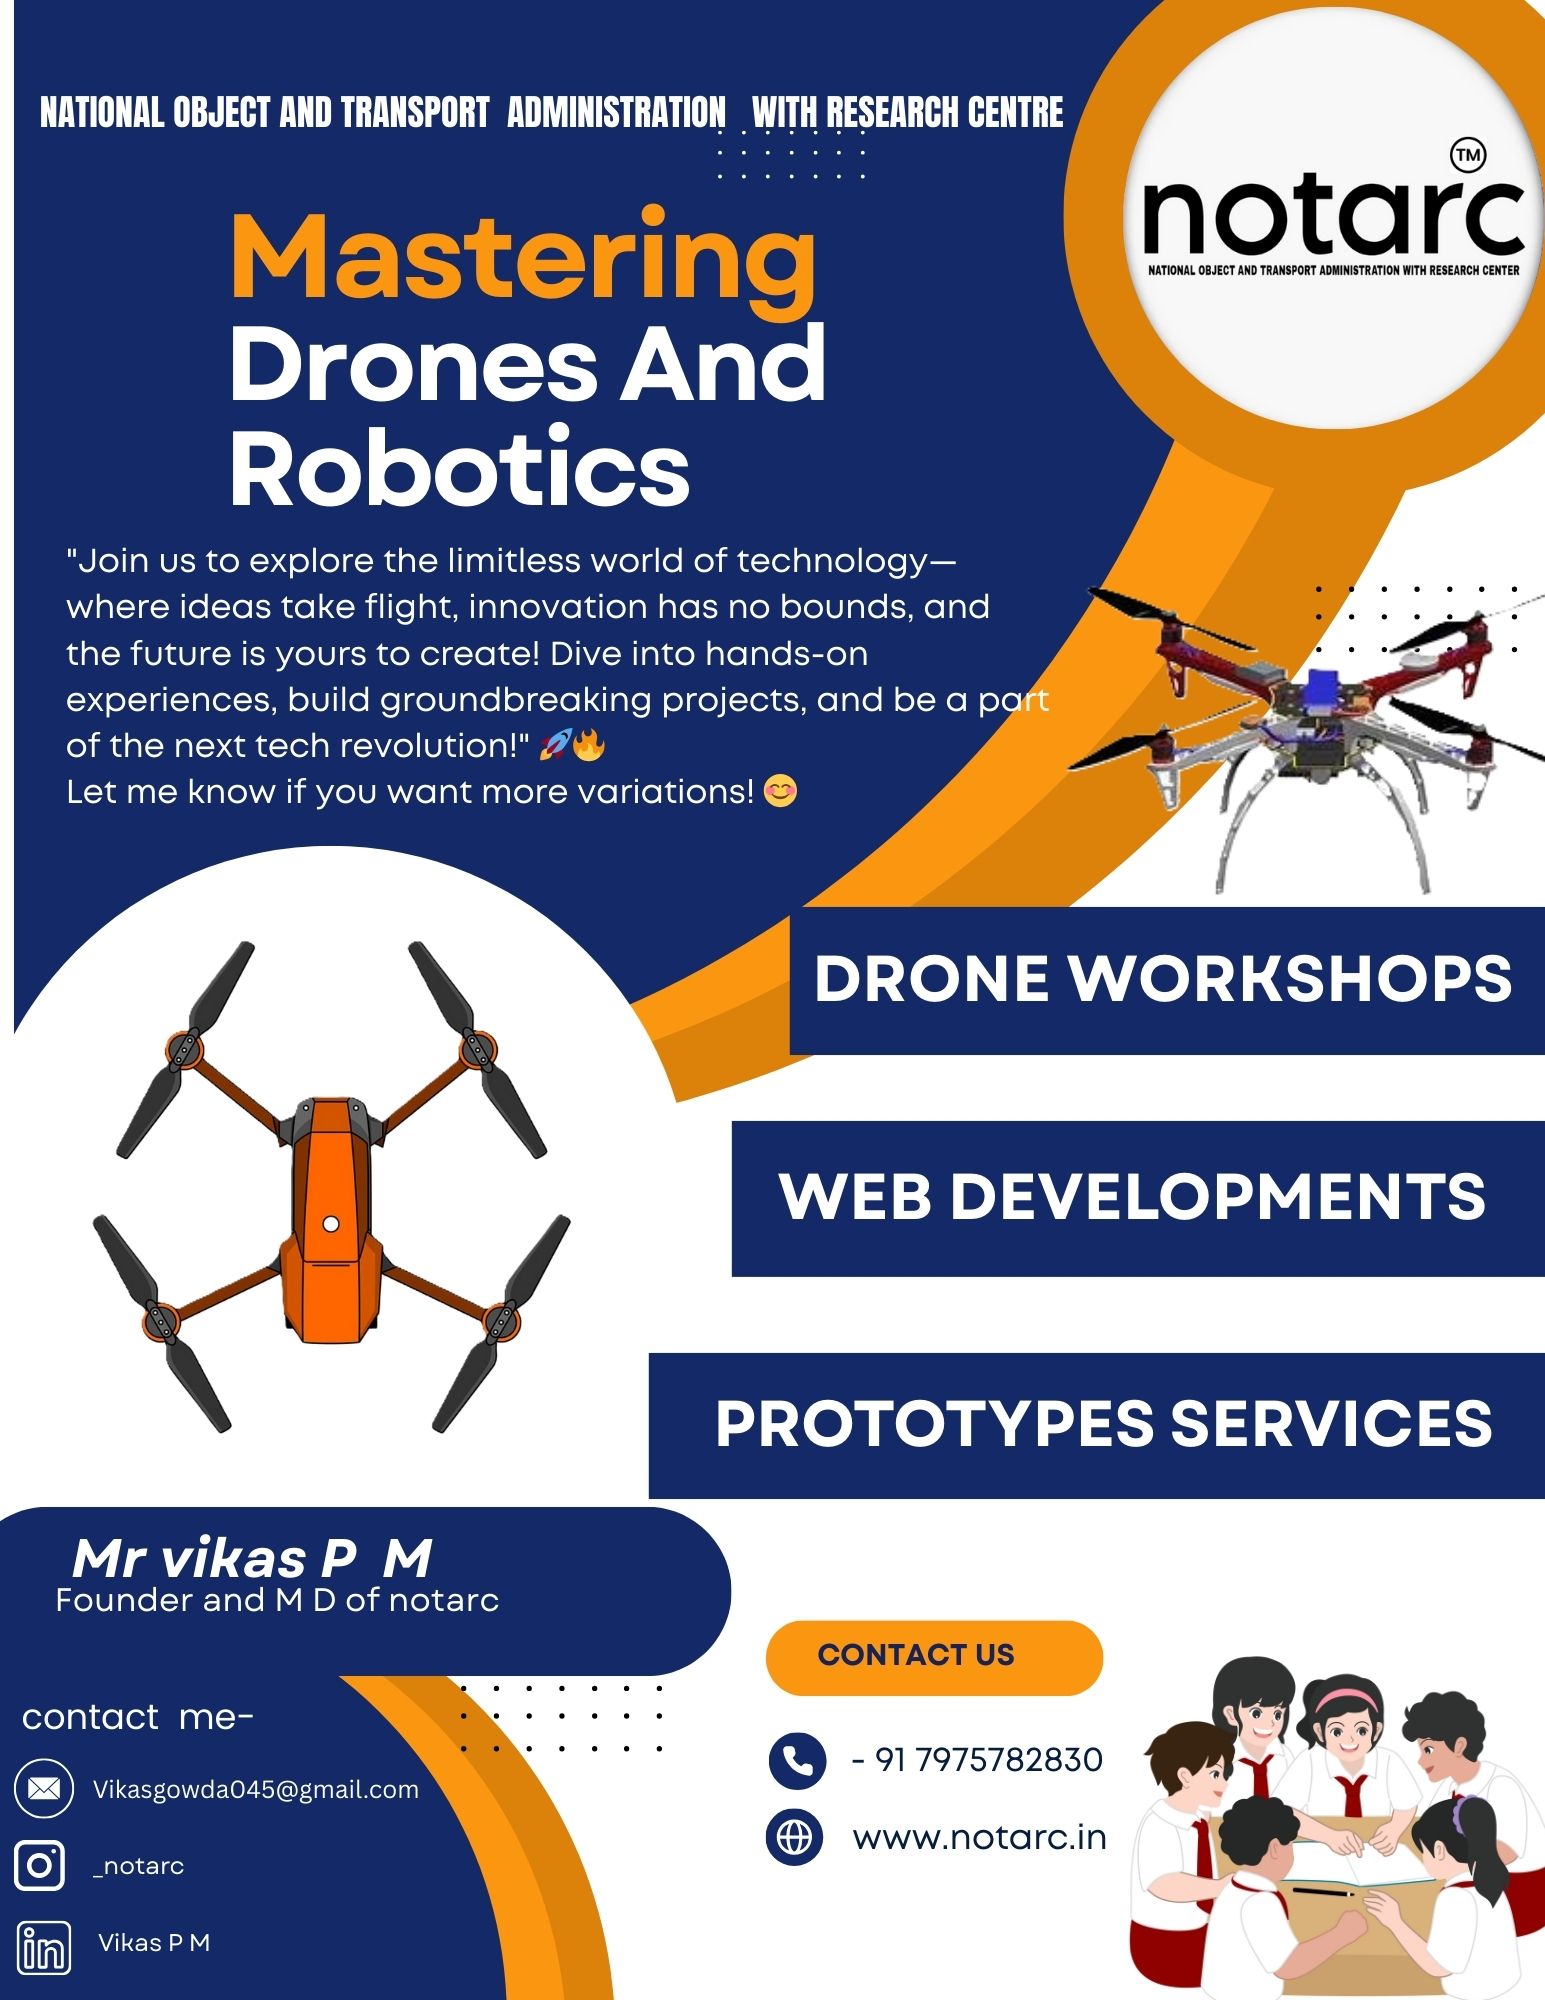 NATIONAL OBJECT AND TRANSPORT ADMINISTRATION WITH RESEARCH CENTRE
TM
notarc
NATIONAL OBJECT AND TRANSPORT ADMINISTRATION WITH RESEARCH CENTER
Mastering
Drones And
Robotics
"Join us to explore the limitless world of technology—
where ideas take flight, innovation has no bounds, and
the future is yours to create! Dive into hands-on
experiences, build groundbreaking projects, and be a part
of the next tech revolution!" 🚀🔥
Let me know if you want more variations! 😊
DRONE WORKSHOPS
WEB DEVELOPMENTS
PROTOTYPES SERVICES
Mr vikas P M
Founder and M D of notarc
contact me-
Vikasgowda045@gmail.com
_notarc
in
Vikas P M
CONTACT US
- 91 7975782830
www.notarc.in